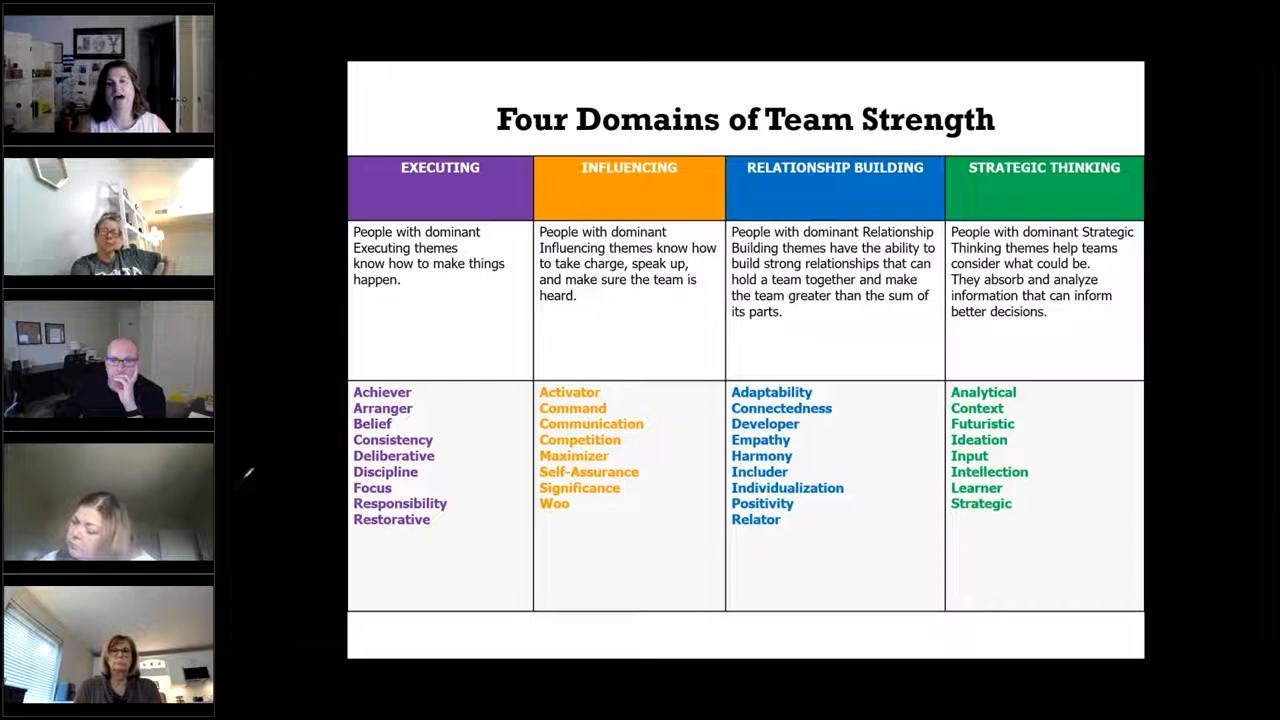 Four Domains of Team Strength
EXECUTING
INFLUENCING
RELATIONSHIP BUILDING
STRATEGIC THINKING
People with dominant
Executing themes
know how to make things
happen.
People with dominant
Influencing themes know how
to take charge, speak up,
and make sure the team is
heard.
People with dominant Relationship
Building themes have the ability to
build strong relationships that can
hold a team together and make
the team greater than the sum of
its parts.
People with dominant Strategic
Thinking themes help teams
consider what could be.
They absorb and analyze
information that can inform
better decisions.
Achiever
Arranger
Belief
Consistency
Deliberative
Discipline
Focus
Responsibility
Restorative
Activator
Command
Communication
Competition
Maximizer
Self-Assurance
Significance
Woo
Adaptability
Connectedness
Developer
Empathy
Harmony
Includer
Individualization
Positivity
Relator
Analytical
Context
Futuristic
Ideation
Input
Intellection
Learner
Strategic